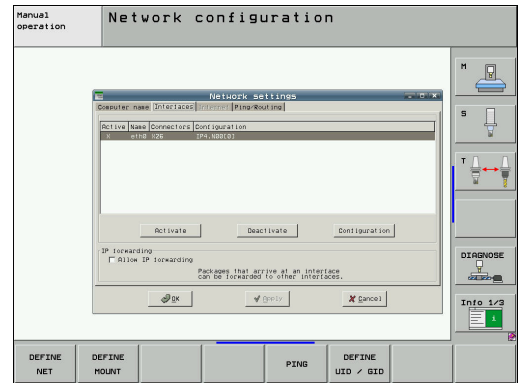 Manual operation
Network configuration
Network settings
Computer name Interfaces Internet Ping/Routing
Active Name Connectors Configuration
X eth0 X26 IP4.N00[0]
Activate Deactivate Configuration
IP forwarding
Allow IP forwarding
Packages that arrive at an interface
can be forwarded to other interfaces.
OK Apply Cancel
M
S
T
DIAGNOSE
Info 1/3
DEFINE NET
DEFINE MOUNT
PING
DEFINE UID / GID